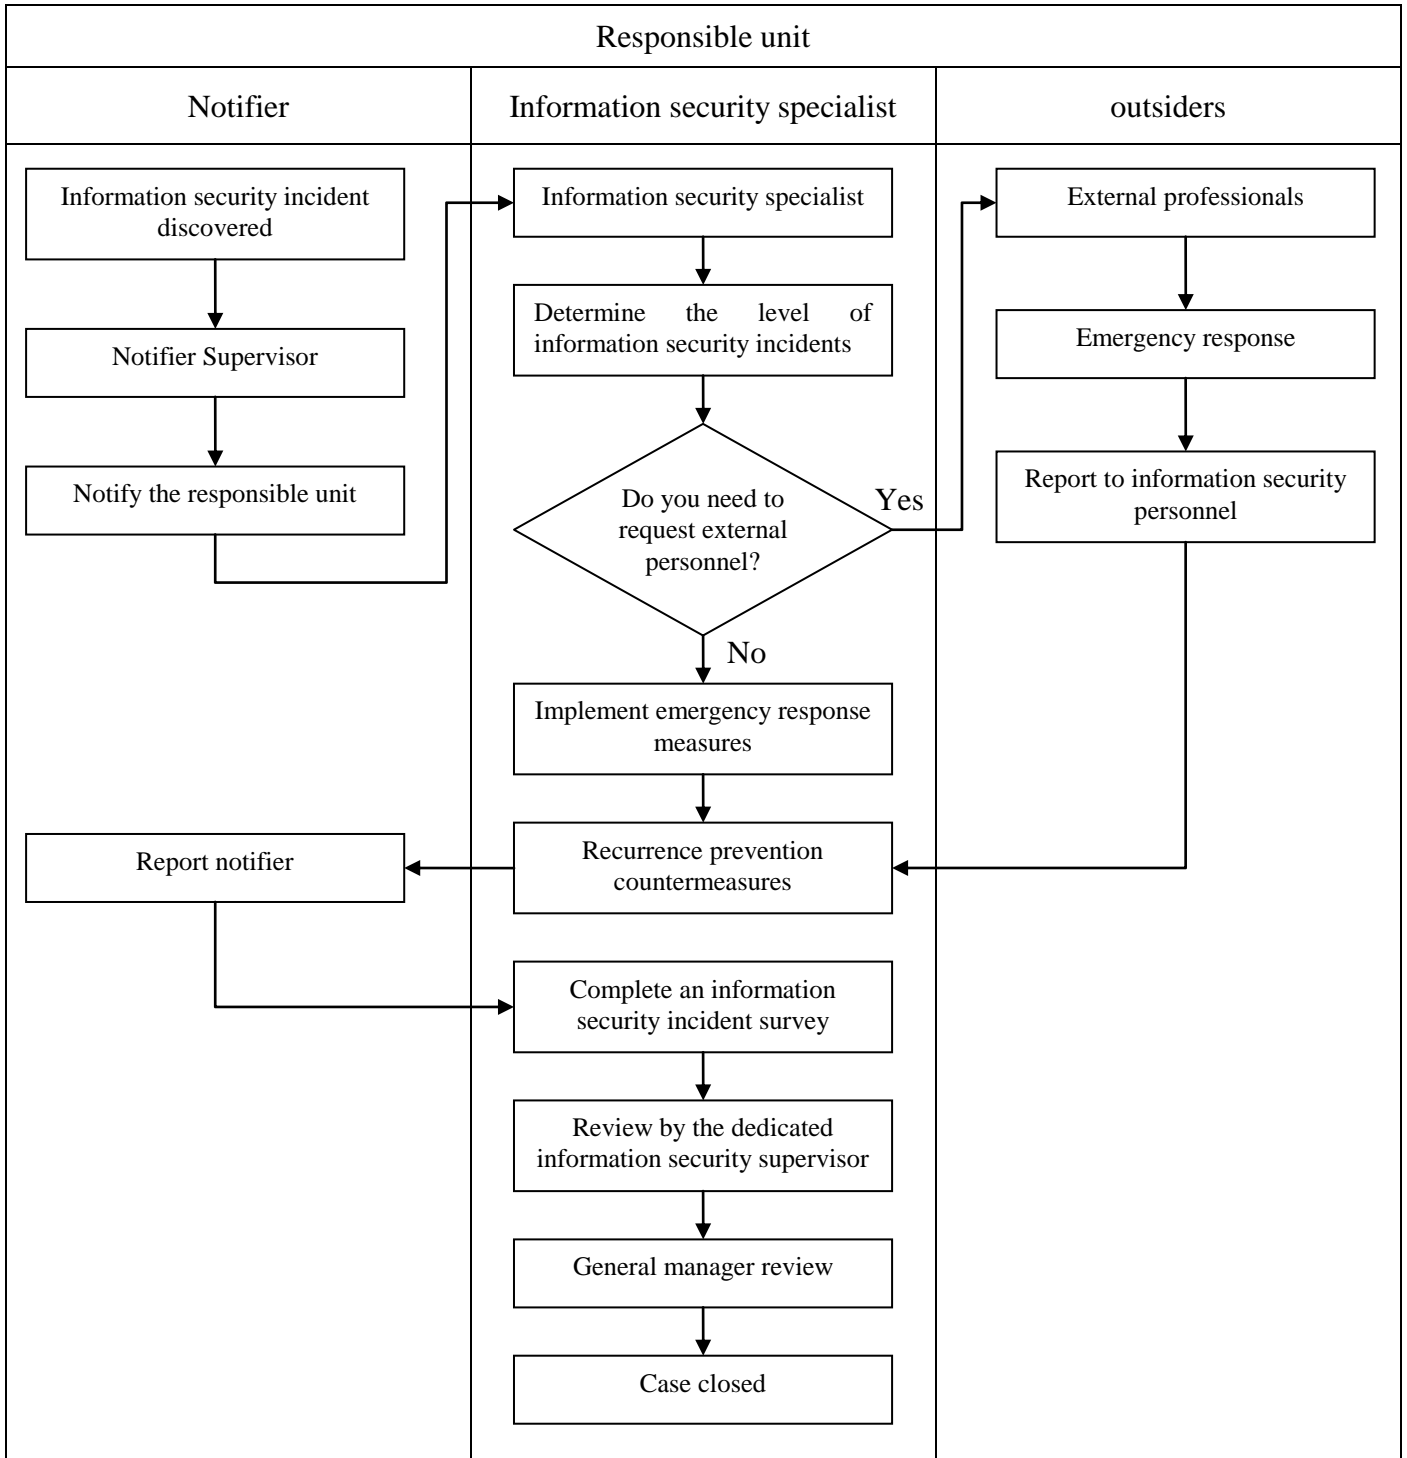 Responsible unit
Notifier
Information security specialist
outsiders
Information security incident
discovered
Notifier Supervisor
Notify the responsible unit
Information security specialist
Determine the level of
information security incidents
Do you need to
request external
personnel?
Yes
No
External professionals
Emergency response
Report to information security
personnel
Implement emergency response
measures
Recurrence prevention
countermeasures
Report notifier
Complete an information
security incident survey
Review by the dedicated
information security supervisor
General manager review
Case closed